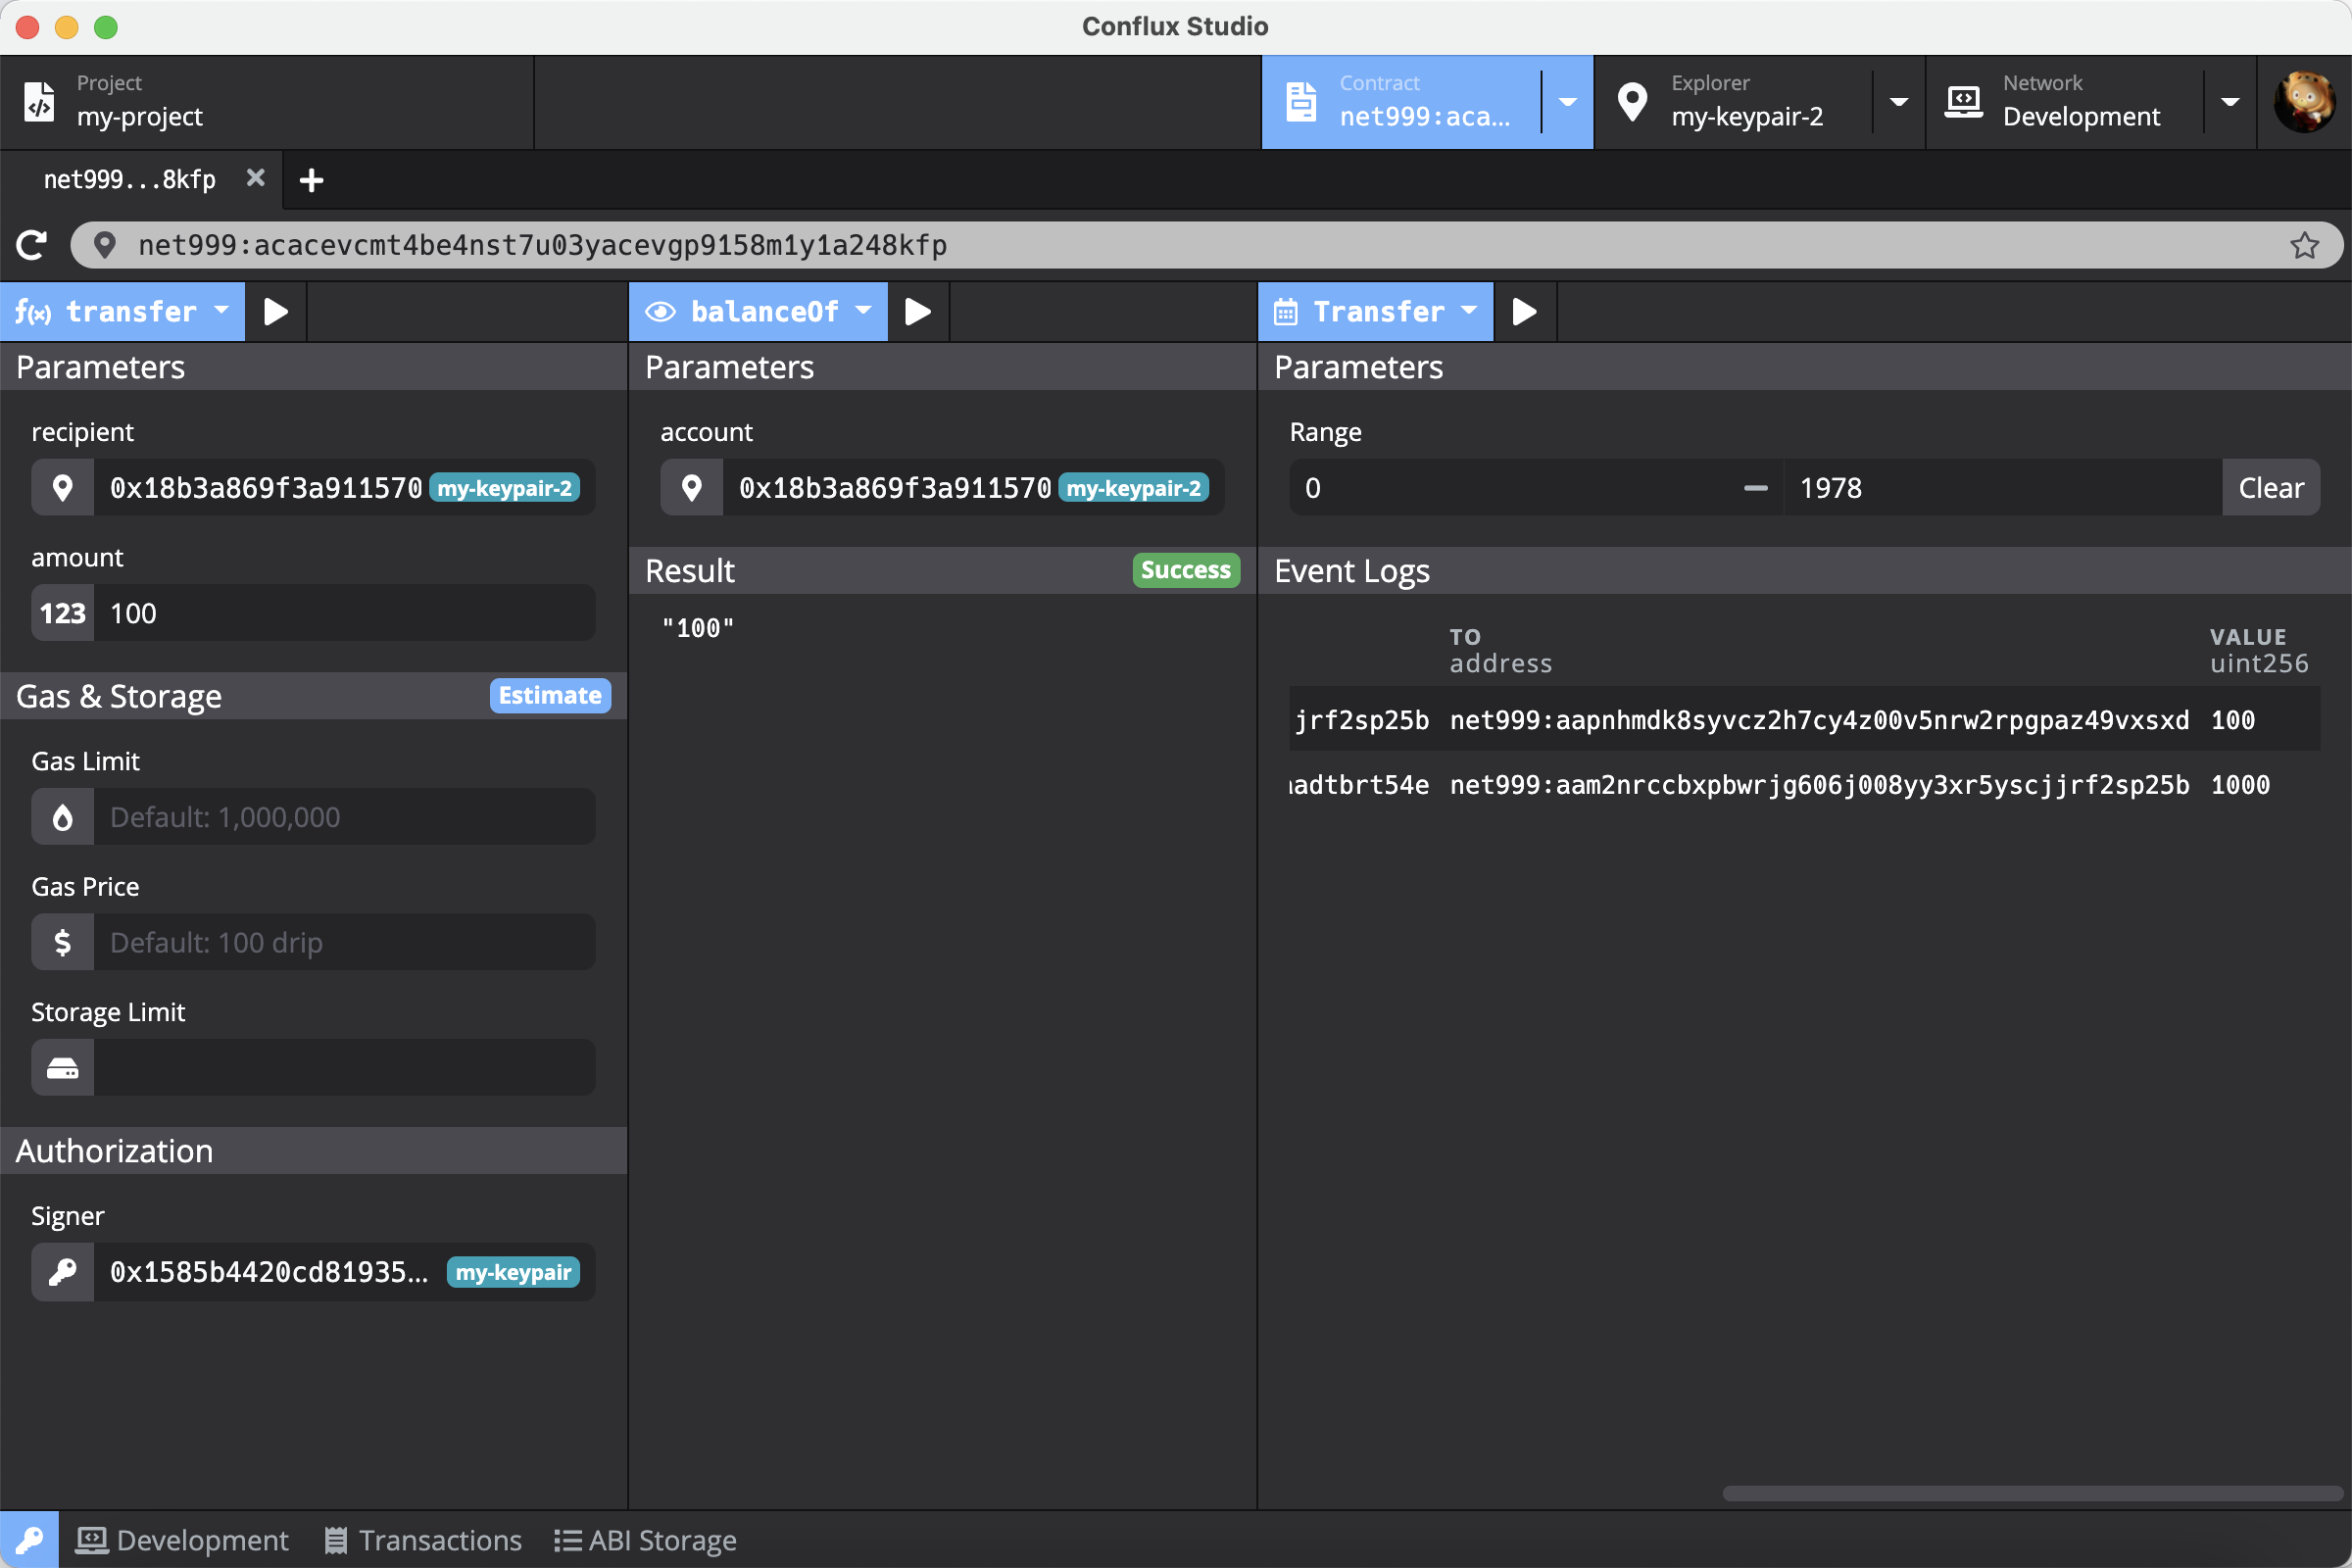 Conflux Studio
Project
my-project
Contract
net999:aca...
Explorer
my-keypair-2
Network
Development
net999...8kfp
net999:acacevcmt4be4nst7u03yacevgp9158m1y1a248kfp
f(x) transfer
balanceOf
Transfer
Parameters
recipient
0x18b3a869f3a911570 my-keypair-2
amount
123 100
Gas & Storage Estimate
Gas Limit
Default: 1,000,000
Gas Price
$ Default: 100 drip
Storage Limit
Authorization
Signer
0x1585b4420cd81935... my-keypair
Parameters
account
0x18b3a869f3a911570 my-keypair-2
Result Success
"100"
Parameters
Range
0 — 1978 Clear
Event Logs
TO VALUE
address uint256
jrf2sp25b net999:aapnhmdk8syvcz2h7cy4z00v5nrw2rpgpaz49vxsxd 100
adtbrt54e net999:aam2nrccbxpbwrjg606j008yy3xr5yscjjrf2sp25b 1000
Development Transactions ABI Storage